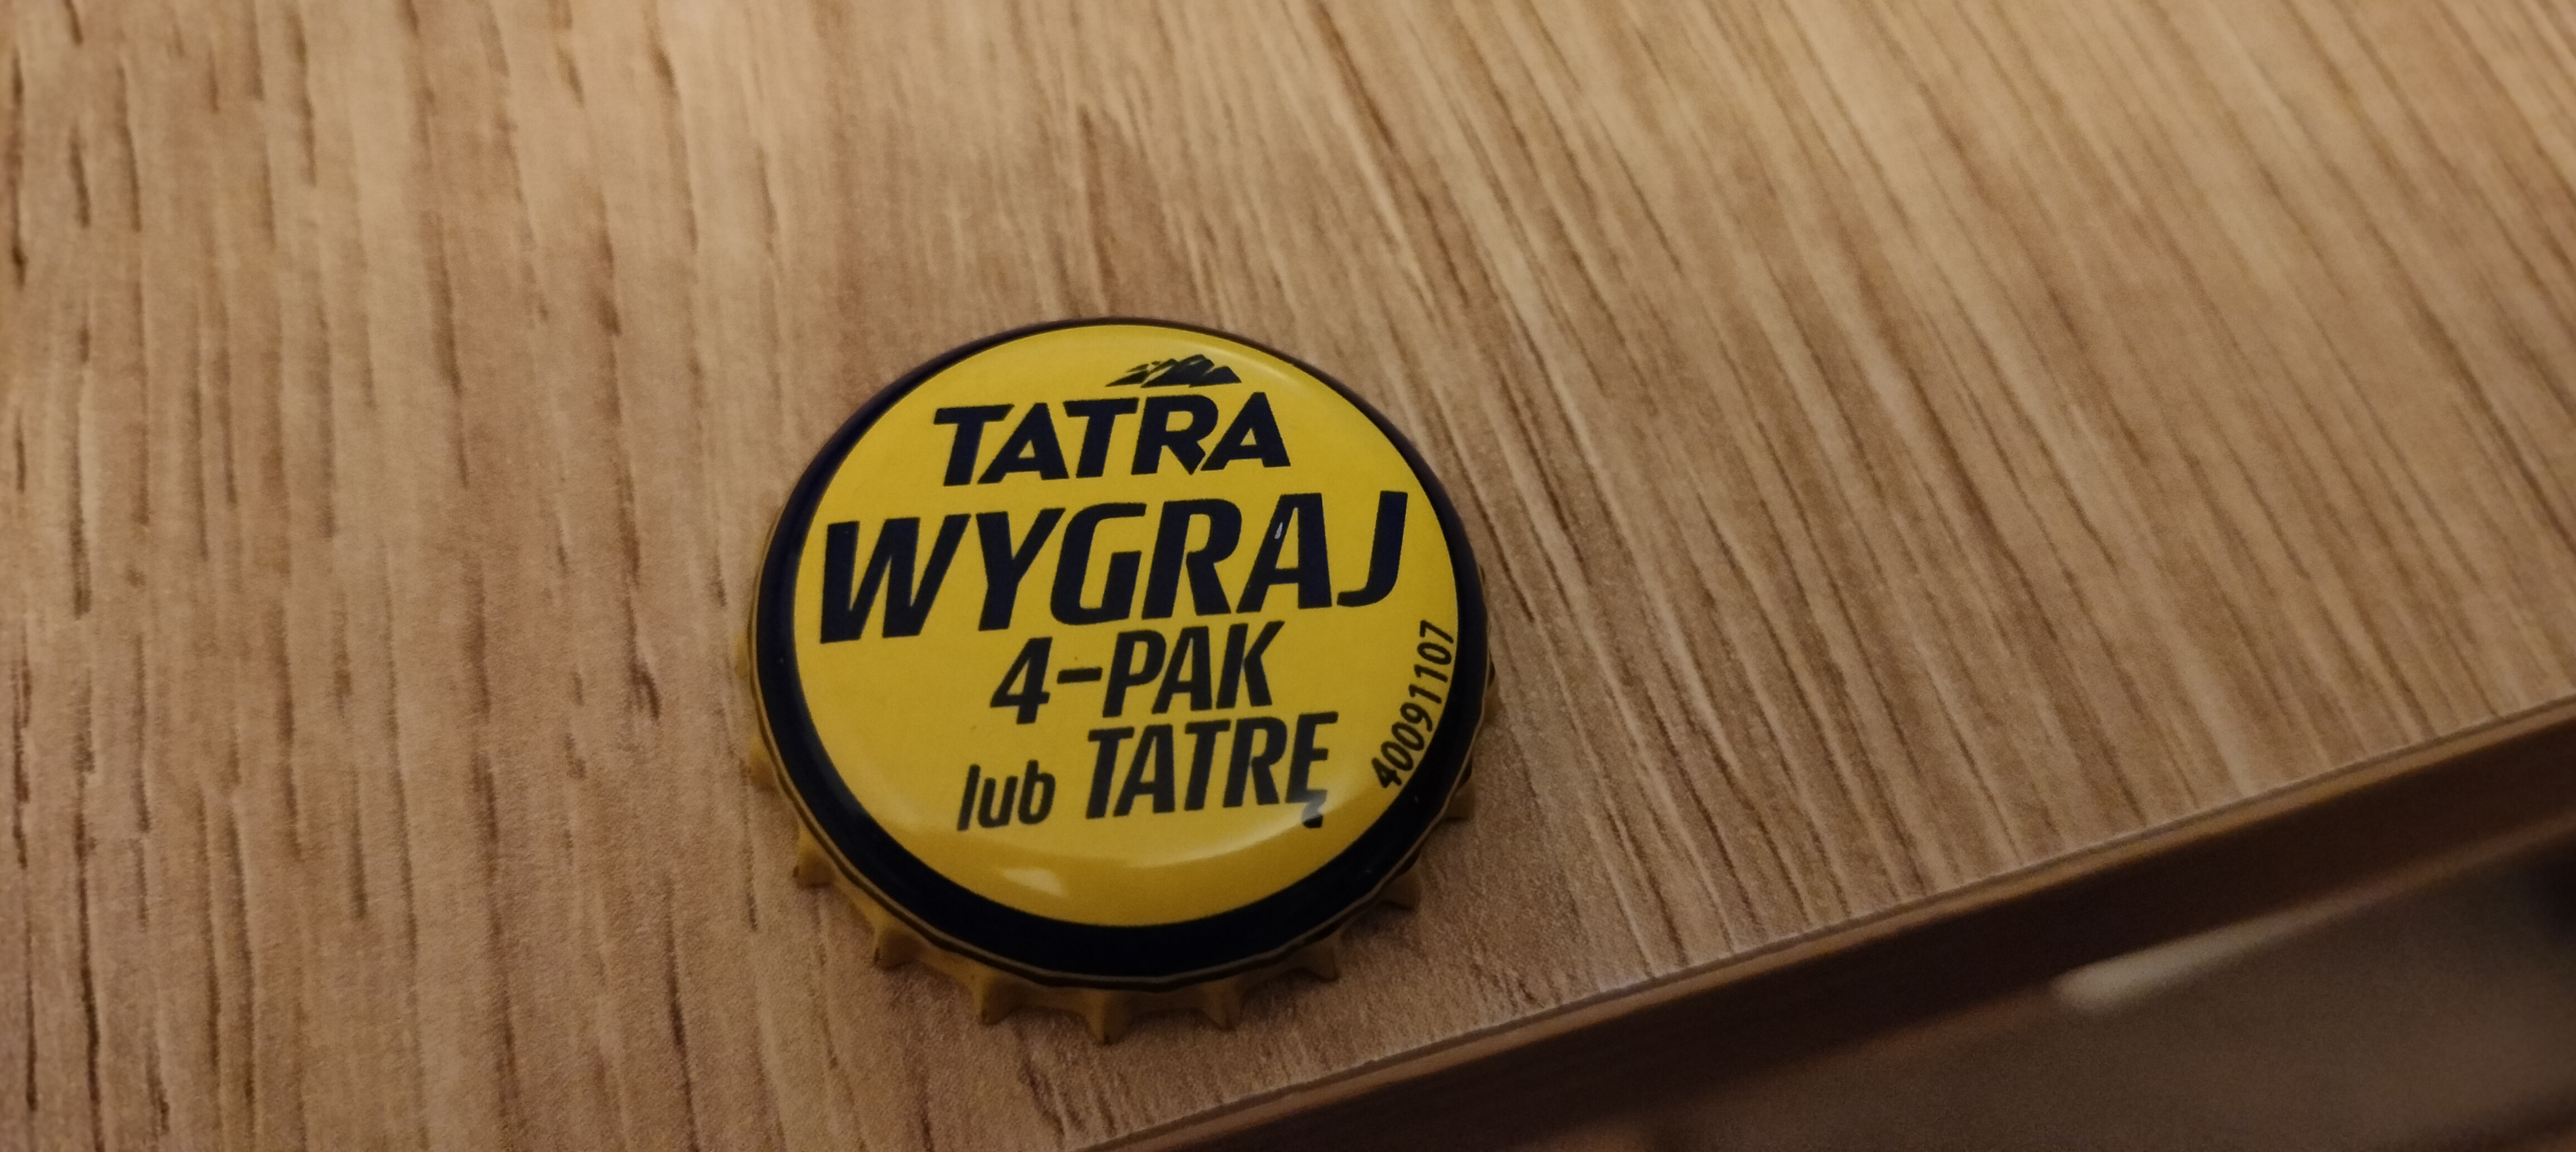 TATRA
WYGRAJ
4-PAK
lub TATRĘ
40091107